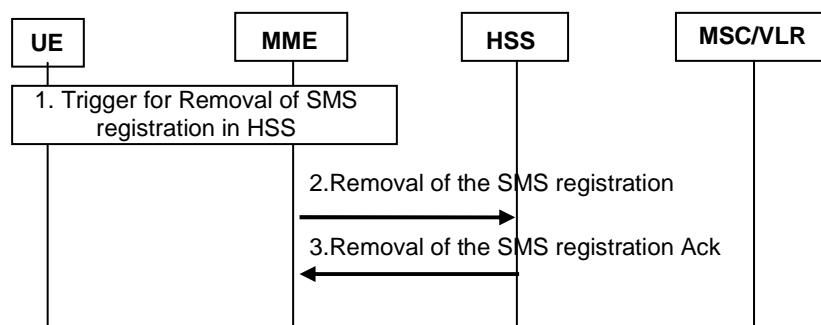 UE
MME
HSS
MSC/VLR
1. Trigger for Removal of SMS
registration in HSS
2.Removal of the SMS registration
3.Removal of the SMS registration Ack